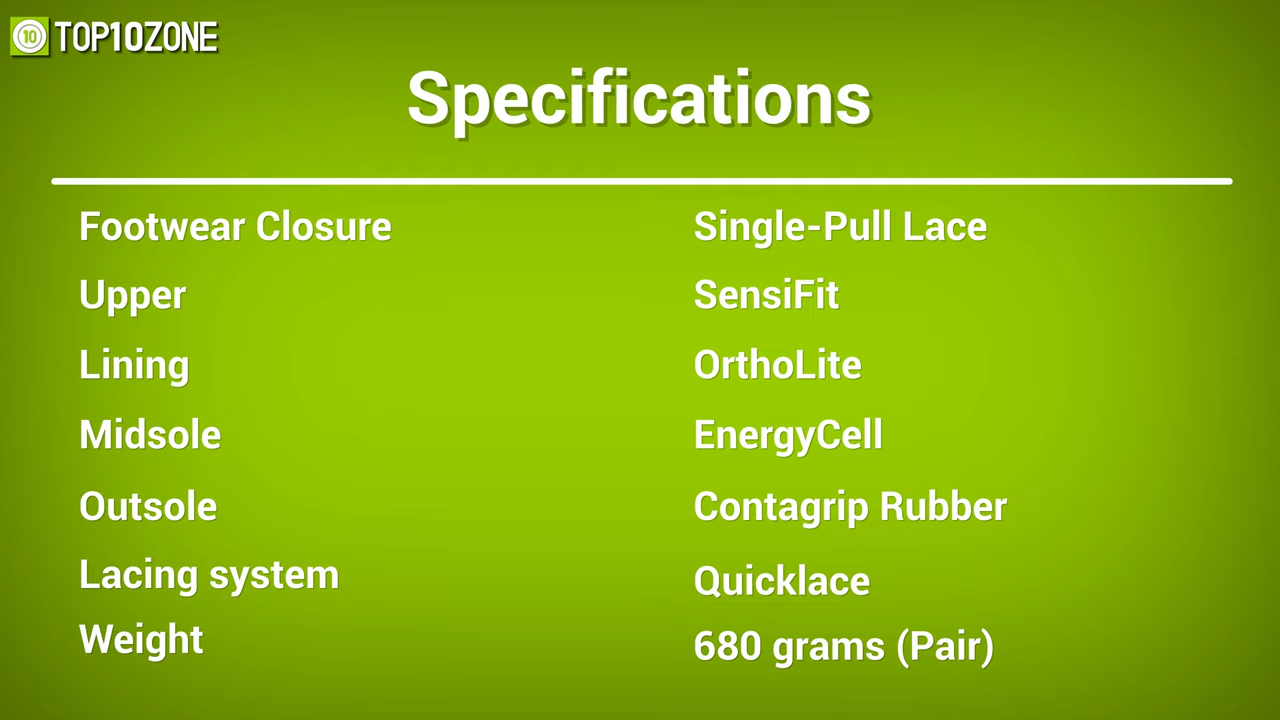 10 TOP10ZONE
Specifications
Footwear Closure Single-Pull Lace
Upper SensiFit
Lining OrthoLite
Midsole EnergyCell
Outsole Contagrip Rubber
Lacing system Quicklace
Weight 680 grams (Pair)